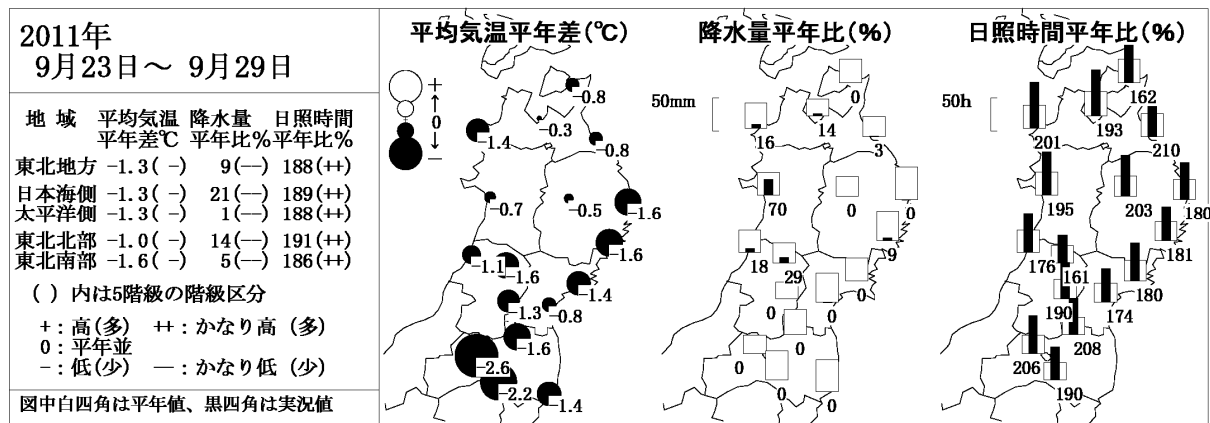 2011年
9月23日～ 9月29日
地 域 平均気温 降水量 日照時間
平年差℃ 平年比% 平年比%
東北地方 -1.3( -) 9(--) 188(++)
日本海側 -1.3( -) 21(--) 189(++)
太平洋側 -1.3( -) 1(--) 188(++)
東北北部 -1.0( -) 14(--) 191(++)
東北南部 -1.6( -) 5(--) 186(++)
( ) 内は5階級の階級区分
+ : 高(多) ++ : かなり高 (多)
0 : 平年並
- : 低(少) -- : かなり低 (少)
図中白四角は平年値、黒四角は実況値
平均気温平年差(℃)
+
↑
0
↓
-
-0.8
-0.3
-1.4
-0.8
-0.7
-0.5
-1.6
-1.6
-1.1
-1.6
-1.4
-1.3
-0.8
-1.6
-2.6
-2.2
-1.4
降水量平年比(%)
50mm
0
14
16
3
70
0
0
9
18
29
0
0
0
0
0
0
0
日照時間平年比(%)
50h
162
193
201
210
195
203
180
181
176
161
180
190
174
208
206
190